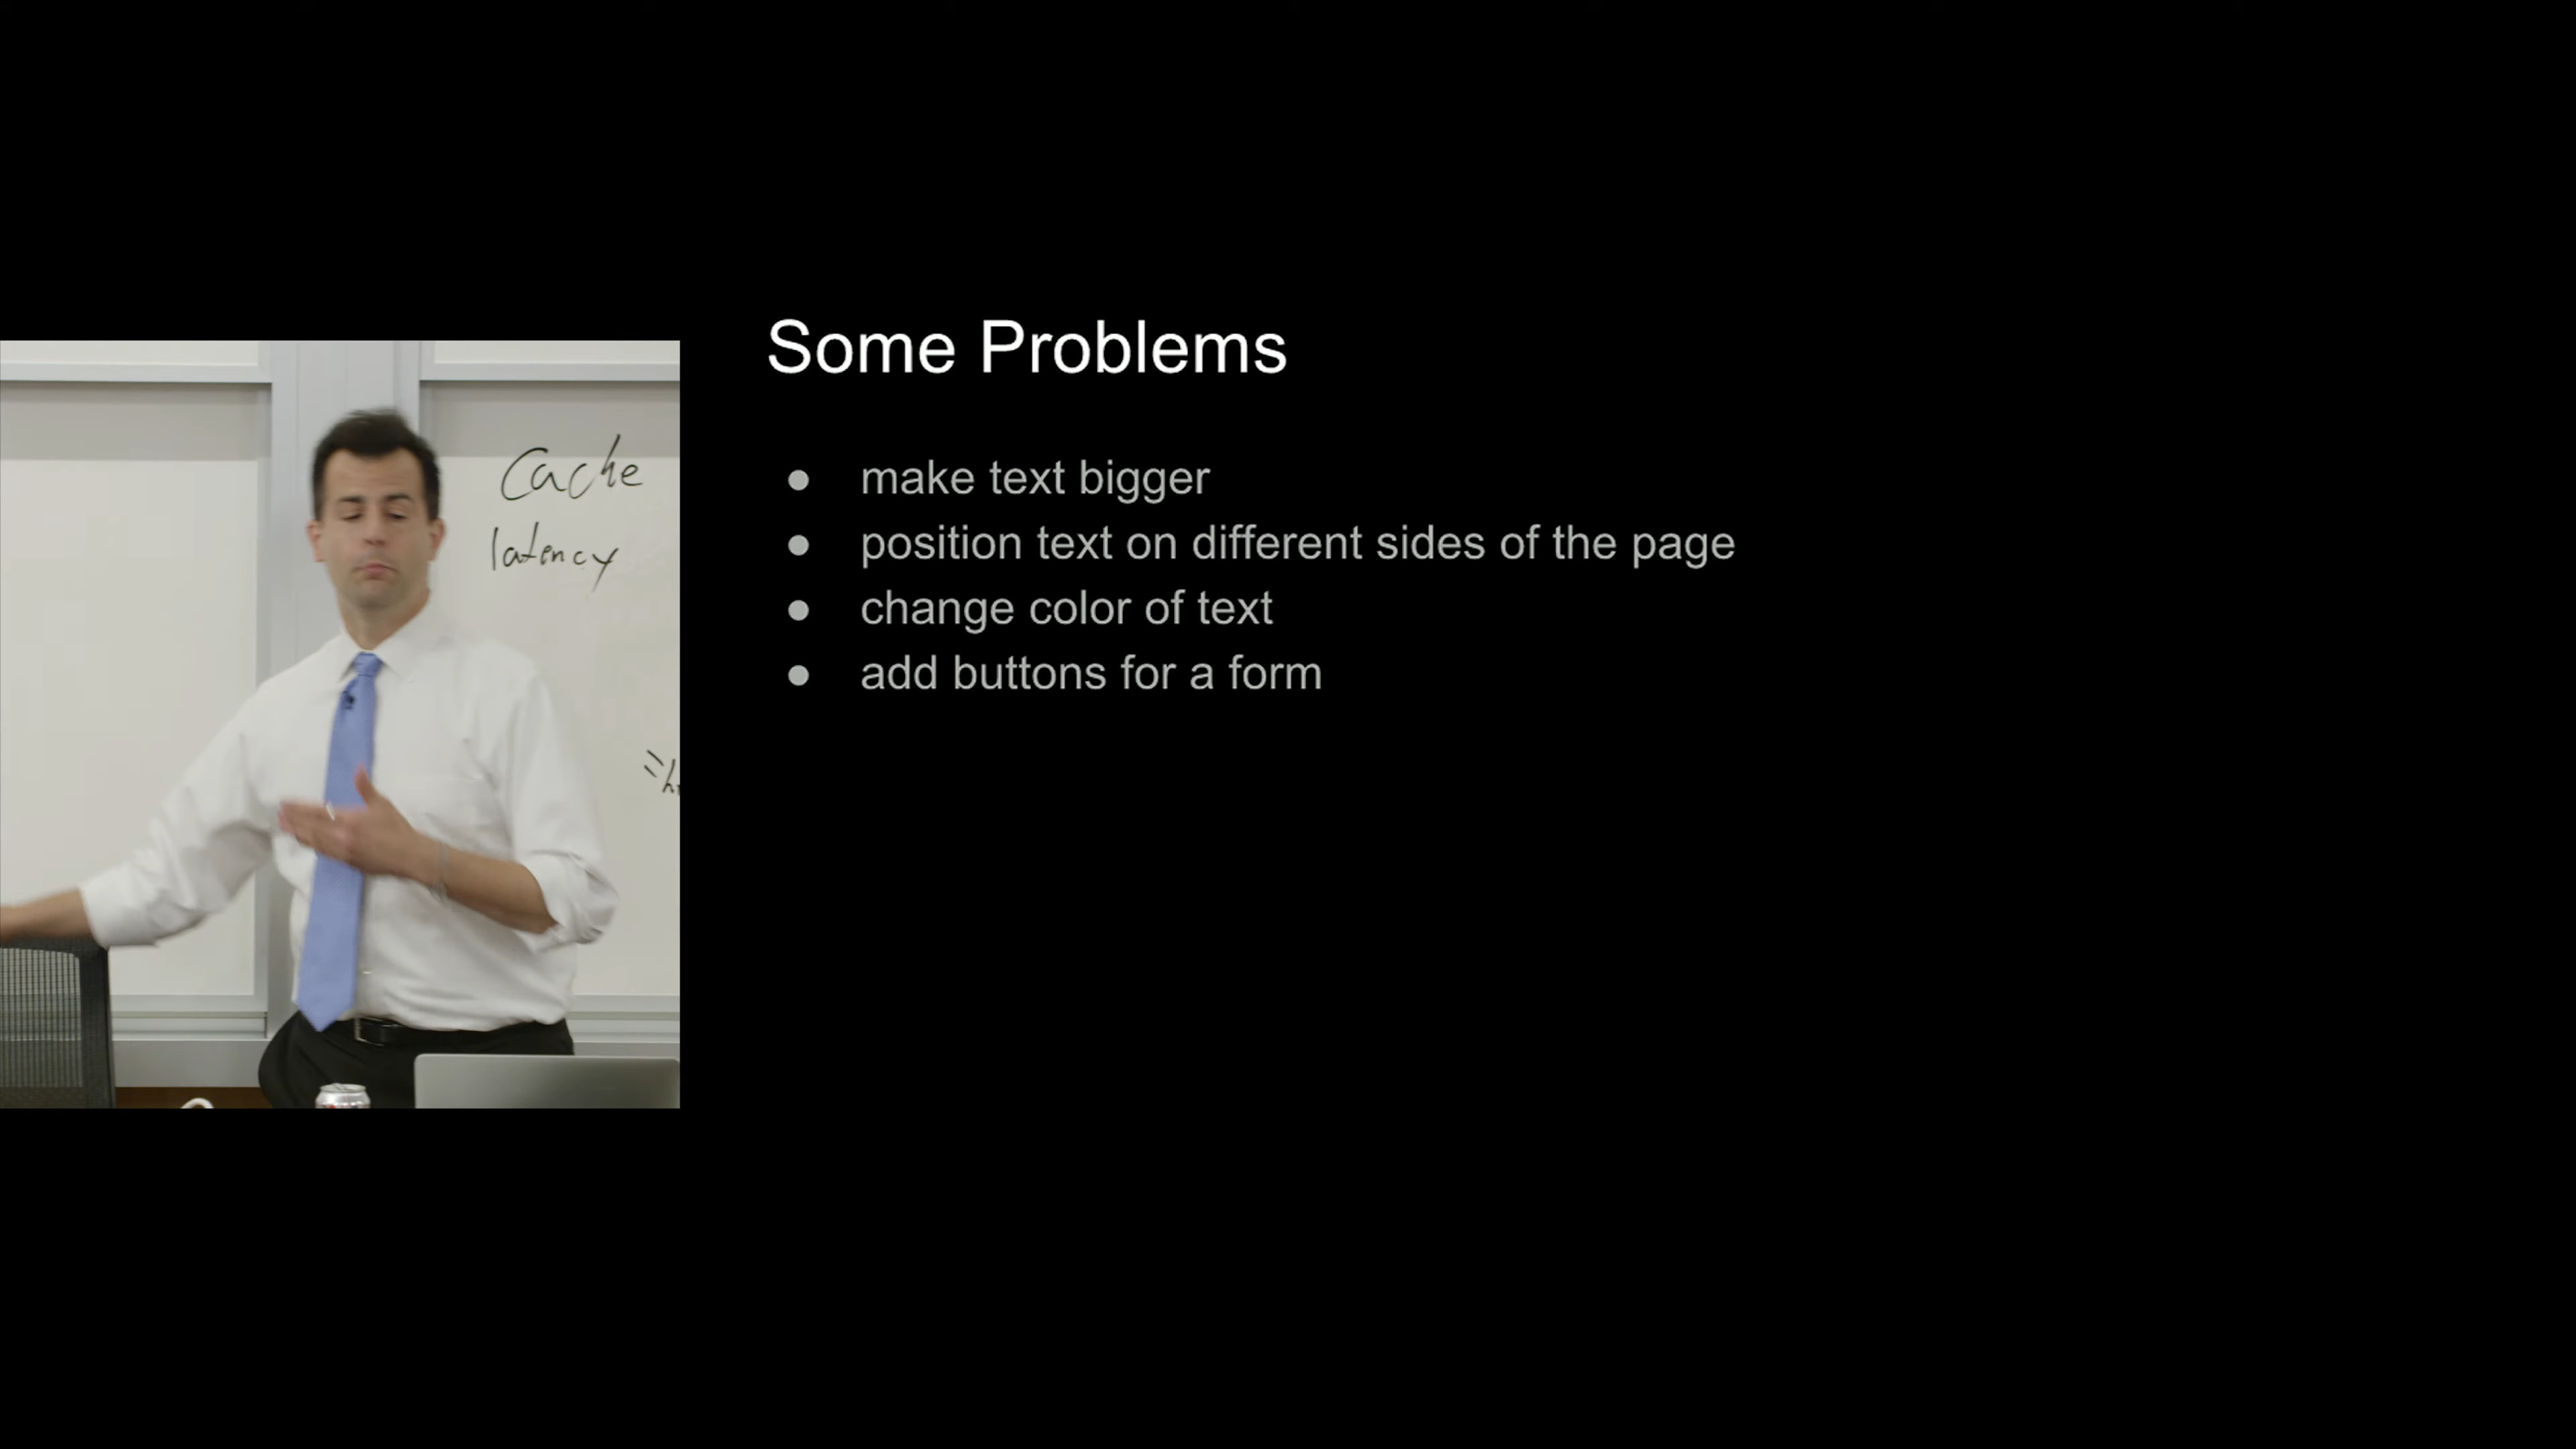 Some Problems
make text bigger
position text on different sides of the page
change color of text
add buttons for a form
Cache
latency